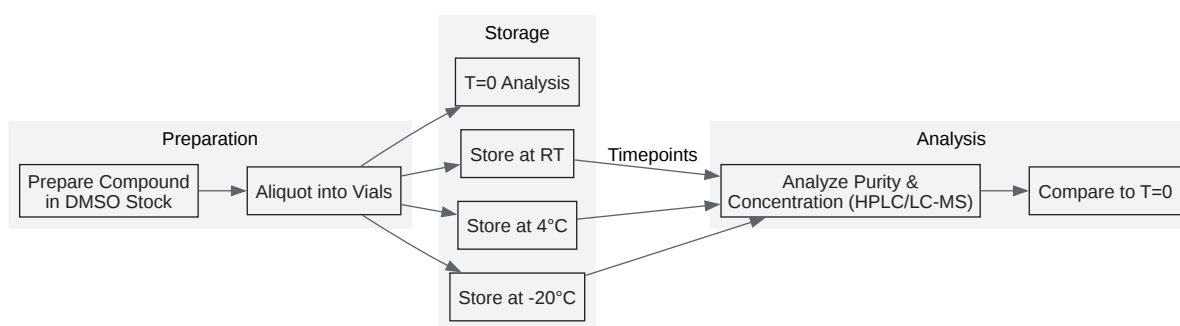 Preparation
Prepare Compound
in DMSO Stock
Aliquot into Vials
Storage
T=0 Analysis
Store at RT
Store at 4°C
Store at -20°C
Timepoints
Analysis
Analyze Purity &
Concentration (HPLC/LC-MS)
Compare to T=0